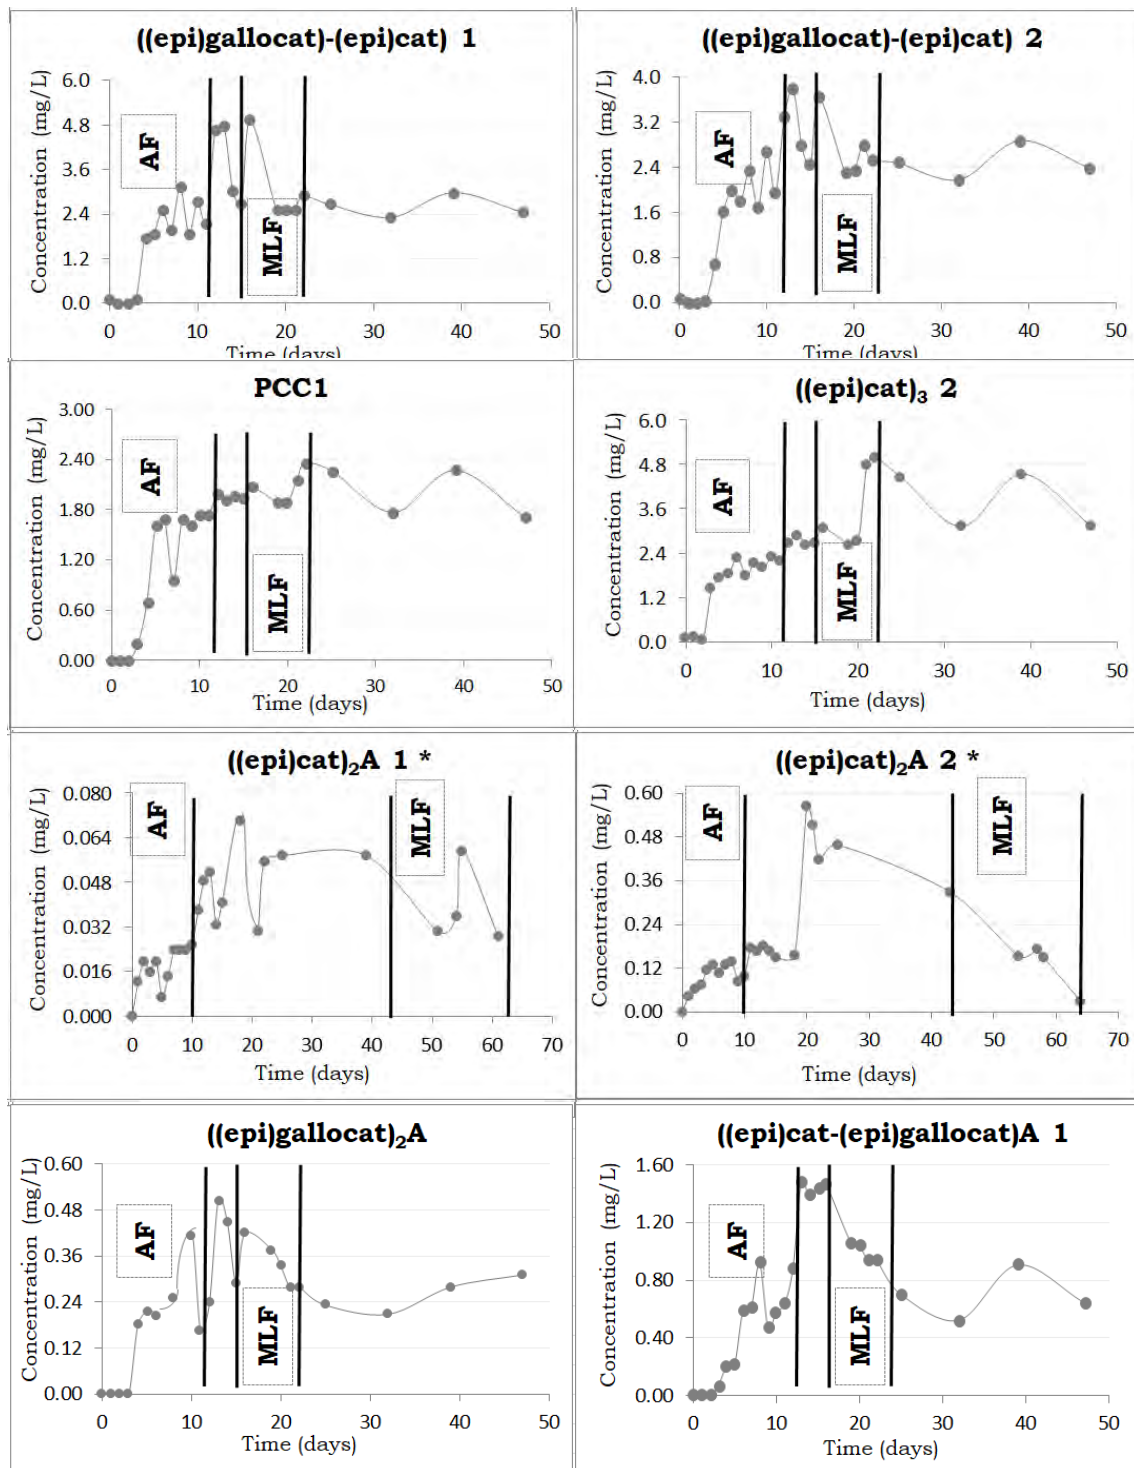 ((epi)gallocat)-(epi)cat) 1
Concentration (mg/L)
6.0
4.8
3.6
2.4
1.2
0.0
AF
MLF
0 10 20 30 40 50
Time (days)
((epi)gallocat)-(epi)cat) 2
Concentration (mg/L)
4.0
3.2
2.4
1.6
0.8
0.0
AF
MLF
0 10 20 30 40 50
Time (days)
PCC1
Concentration (mg/L)
3.00
2.40
1.80
1.20
0.60
0.00
AF
MLF
0 10 20 30 40 50
Time (days)
((epi)cat)₃ 2
Concentration (mg/L)
6.0
4.8
3.6
2.4
1.2
0.0
AF
MLF
0 10 20 30 40 50
Time (days)
((epi)cat)₂A 1 *
Concentration (mg/L)
0.080
0.064
0.048
0.032
0.016
0.000
AF
MLF
0 10 20 30 40 50 60 70
Time (days)
((epi)cat)₂A 2 *
Concentration (mg/L)
0.60
0.48
0.36
0.24
0.12
0.00
AF
MLF
0 10 20 30 40 50 60 70
Time (days)
((epi)gallocat)₂A
Concentration (mg/L)
0.60
0.48
0.36
0.24
0.12
0.00
AF
MLF
0 10 20 30 40 50
Time (days)
((epi)cat-(epi)gallocat)A 1
Concentration (mg/L)
1.60
1.20
0.80
0.40
0.00
AF
MLF
0 10 20 30 40 50
Time (days)